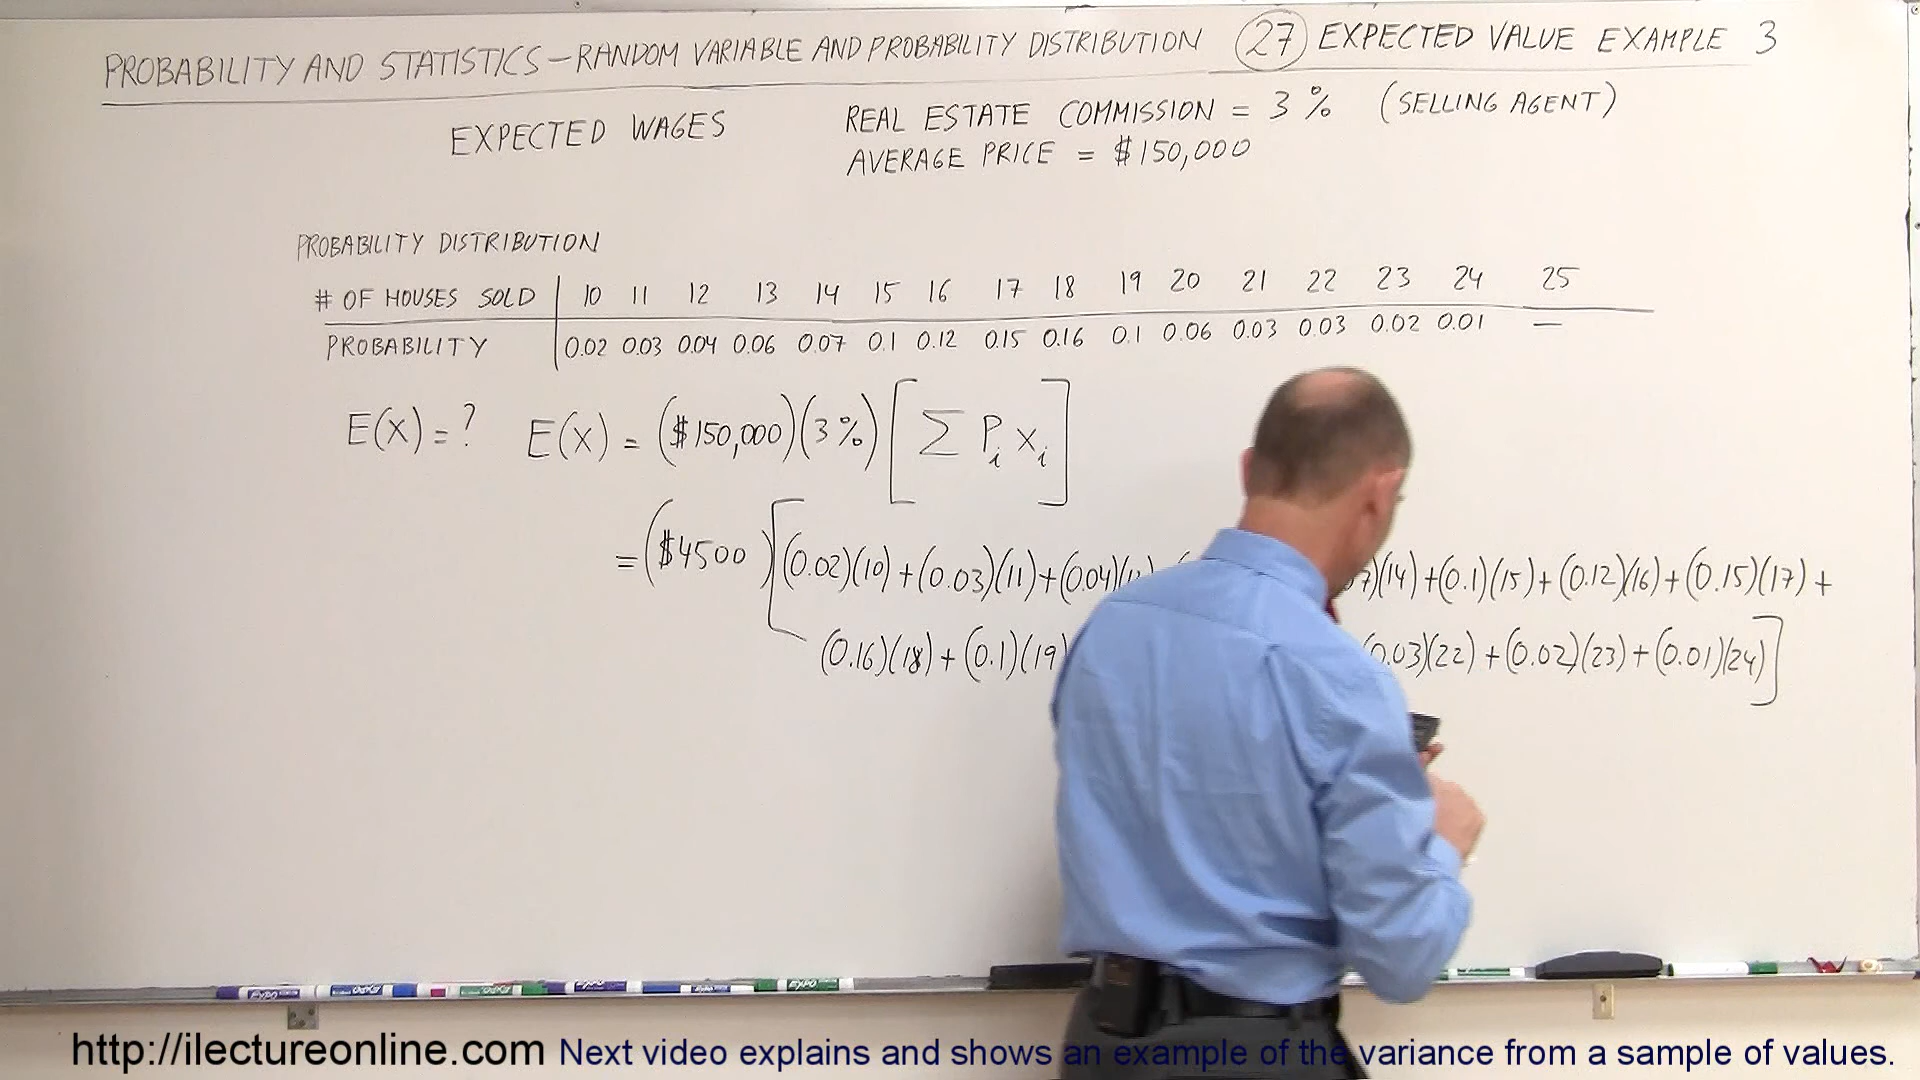 PROBABILITY AND STATISTICS - RANDOM VARIABLE AND PROBABILITY DISTRIBUTION (27) EXPECTED VALUE EXAMPLE 3
EXPECTED WAGES
REAL ESTATE COMMISSION = 3% (SELLING AGENT)
AVERAGE PRICE = $150,000
PROBABILITY DISTRIBUTION
# OF HOUSES SOLD | 10 11 12 13 14 15 16 17 18 19 20 21 22 23 24 25
PROBABILITY | 0.02 0.03 0.04 0.06 0.07 0.1 0.12 0.15 0.16 0.1 0.06 0.03 0.03 0.02 0.01 —
E(X) = ? E(X) = ($150,000)(3%)[Σ Pᵢ xᵢ]
= ($4500)[(0.02)(10)+(0.03)(11)+(0.04) (14)+(0.1)(15)+(0.12)(16)+(0.15)(17)+
(0.16)(18)+(0.1)(19) 0.03)(22)+(0.02)(23)+(0.01)(24)]
http://ilectureonline.com Next video explains and shows an example of the variance from a sample of values.